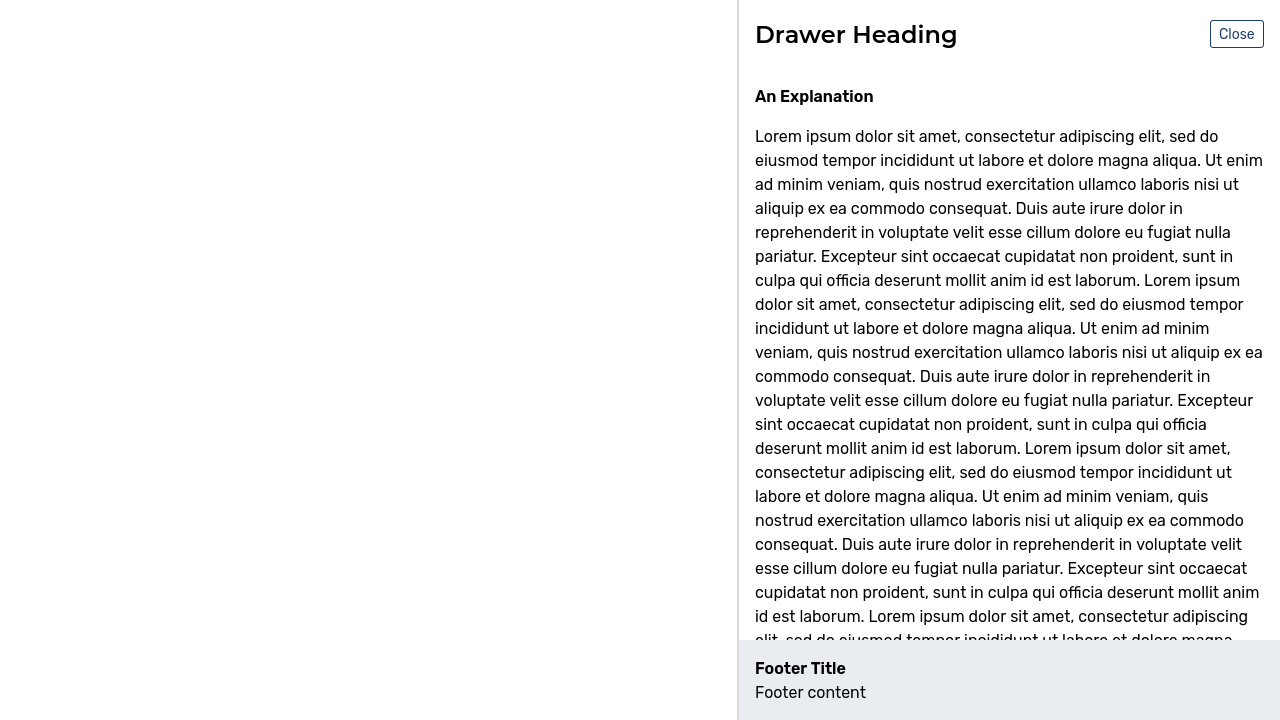 Drawer Heading
Close
An Explanation
Lorem ipsum dolor sit amet, consectetur adipiscing elit, sed do
eiusmod tempor incididunt ut labore et dolore magna aliqua. Ut enim
ad minim veniam, quis nostrud exercitation ullamco laboris nisi ut
aliquip ex ea commodo consequat. Duis aute irure dolor in
reprehenderit in voluptate velit esse cillum dolore eu fugiat nulla
pariatur. Excepteur sint occaecat cupidatat non proident, sunt in
culpa qui officia deserunt mollit anim id est laborum. Lorem ipsum
dolor sit amet, consectetur adipiscing elit, sed do eiusmod tempor
incididunt ut labore et dolore magna aliqua. Ut enim ad minim
veniam, quis nostrud exercitation ullamco laboris nisi ut aliquip ex ea
commodo consequat. Duis aute irure dolor in reprehenderit in
voluptate velit esse cillum dolore eu fugiat nulla pariatur. Excepteur
sint occaecat cupidatat non proident, sunt in culpa qui officia
deserunt mollit anim id est laborum. Lorem ipsum dolor sit amet,
consectetur adipiscing elit, sed do eiusmod tempor incididunt ut
labore et dolore magna aliqua. Ut enim ad minim veniam, quis
nostrud exercitation ullamco laboris nisi ut aliquip ex ea commodo
consequat. Duis aute irure dolor in reprehenderit in voluptate velit
esse cillum dolore eu fugiat nulla pariatur. Excepteur sint occaecat
cupidatat non proident, sunt in culpa qui officia deserunt mollit anim
id est laborum. Lorem ipsum dolor sit amet, consectetur adipiscing
elit, sed do eiusmod tempor incididunt ut labore et dolore magna
Footer Title
Footer content